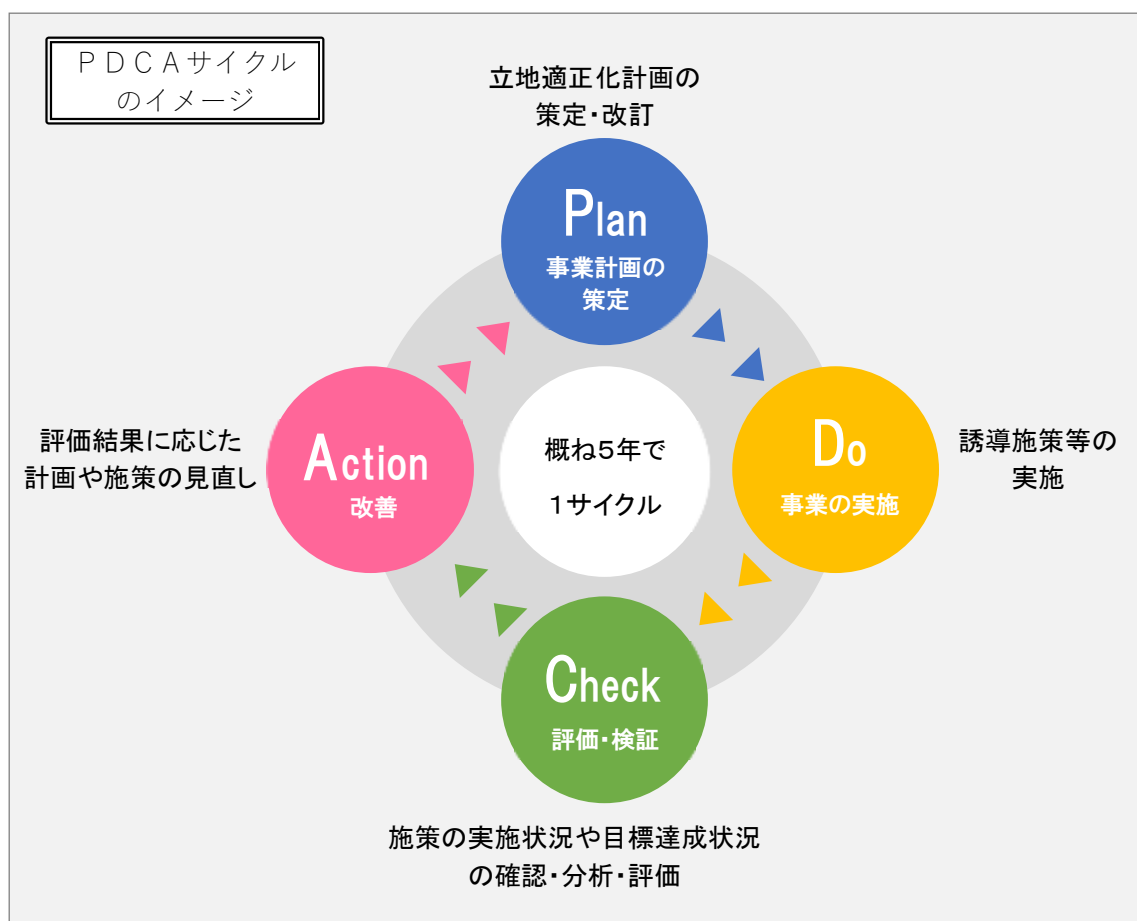 ＰＤＣＡサイクル
のイメージ
立地適正化計画の
策定・改訂
Plan
事業計画の
策定
Do
事業の実施
誘導施策等の
実施
Check
評価・検証
施策の実施状況や目標達成状況
の確認・分析・評価
Action
改善
評価結果に応じた
計画や施策の見直し
概ね５年で
１サイクル